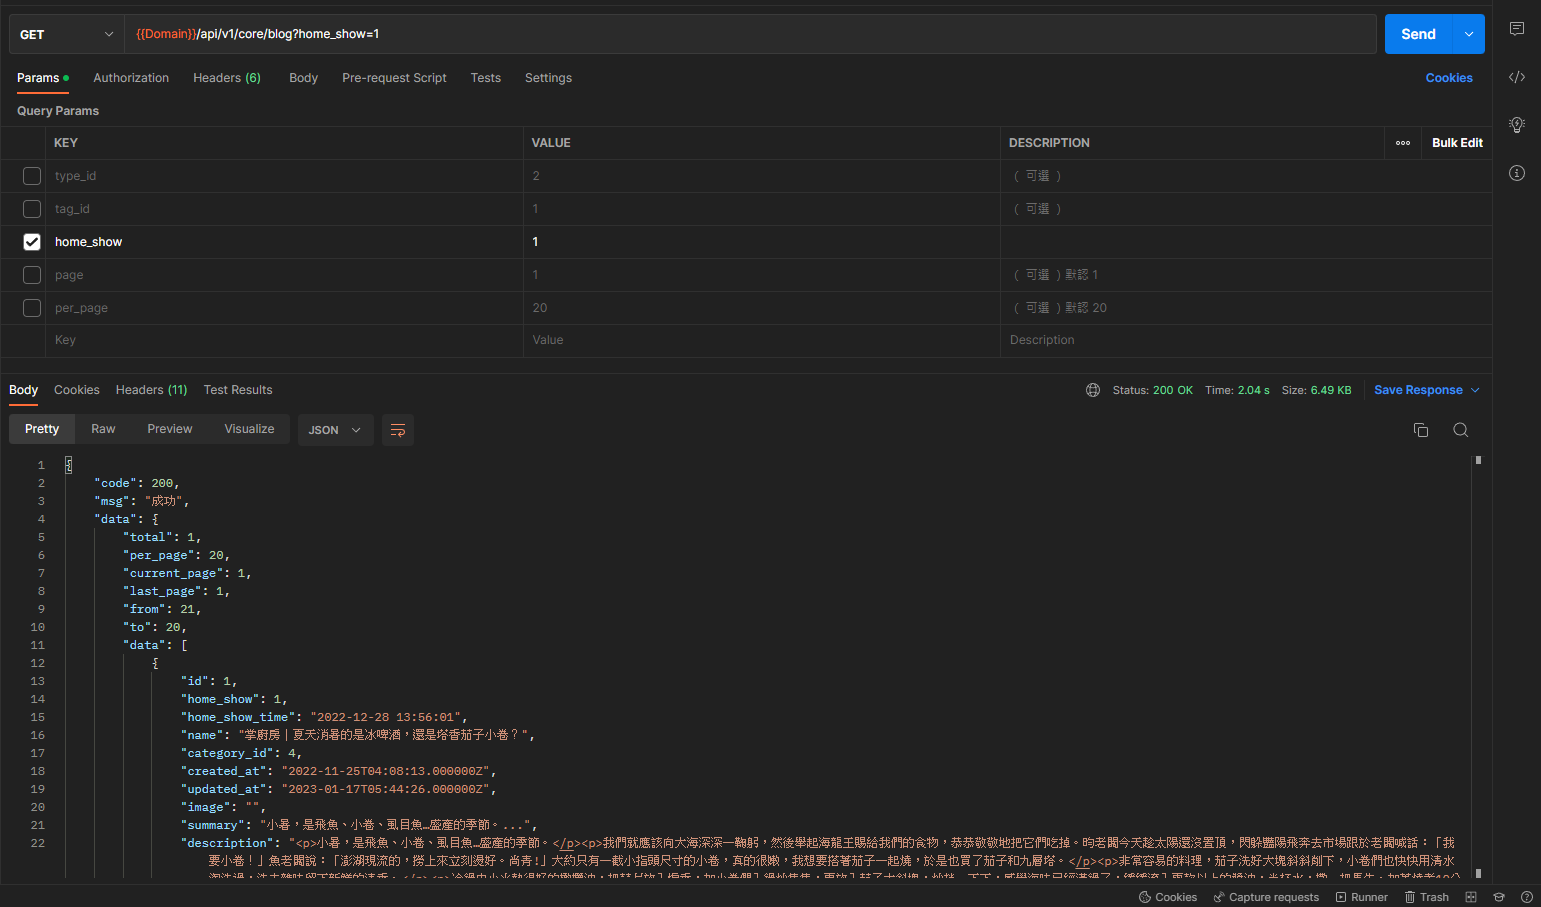 GET {{Domain}}/api/v1/core/blog?home_show=1 Send
Params Authorization Headers (6) Body Pre-request Script Tests Settings Cookies
Query Params
KEY VALUE DESCRIPTION Bulk Edit
type_id 2 （ 可選 ）
tag_id 1 （ 可選 ）
home_show 1
page 1 （ 可選 ）默認 1
per_page 20 （ 可選 ）默認 20
Key Value Description
Body Cookies Headers (11) Test Results Status: 200 OK Time: 2.04 s Size: 6.49 KB Save Response
Pretty Raw Preview Visualize JSON
1 {
2 "code": 200,
3 "msg": "成功",
4 "data": {
5 "total": 1,
6 "per_page": 20,
7 "current_page": 1,
8 "last_page": 1,
9 "from": 21,
10 "to": 20,
11 "data": [
12 {
13 "id": 1,
14 "home_show": 1,
15 "home_show_time": "2022-12-28 13:56:01",
16 "name": "掌廚房｜夏天消暑的是冰啤酒，還是塔香茄子小卷？",
17 "category_id": 4,
18 "created_at": "2022-11-25T04:08:13.000000Z",
19 "updated_at": "2023-01-17T05:44:26.000000Z",
20 "image": "",
21 "summary": "小暑，是飛魚、小卷、虱目魚…盛產的季節。...",
22 "description": "<p>小暑，是飛魚、小卷、虱目魚…盛產的季節。</p><p>我們就應該向大海深深一鞠躬，然後舉起海龍王賜給我們的食物，恭恭敬敬地把它們吃掉。昀老闆今天趁太陽還沒置頂，閃躲豔陽飛奔去市場跟於老闆喊話：「我
要小卷！」魚老闆說：「澎湖現流的，撈上來立刻燙好。尚青!」大約只有一截小指頭尺寸的小卷，真的很嫩，我想要搭著茄子一起燒，於是也買了茄子和九層塔。</p><p>非常容易的料理，茄子洗好大塊斜斜削下，小卷們也快快用清水
Cookies Capture requests Runner Trash